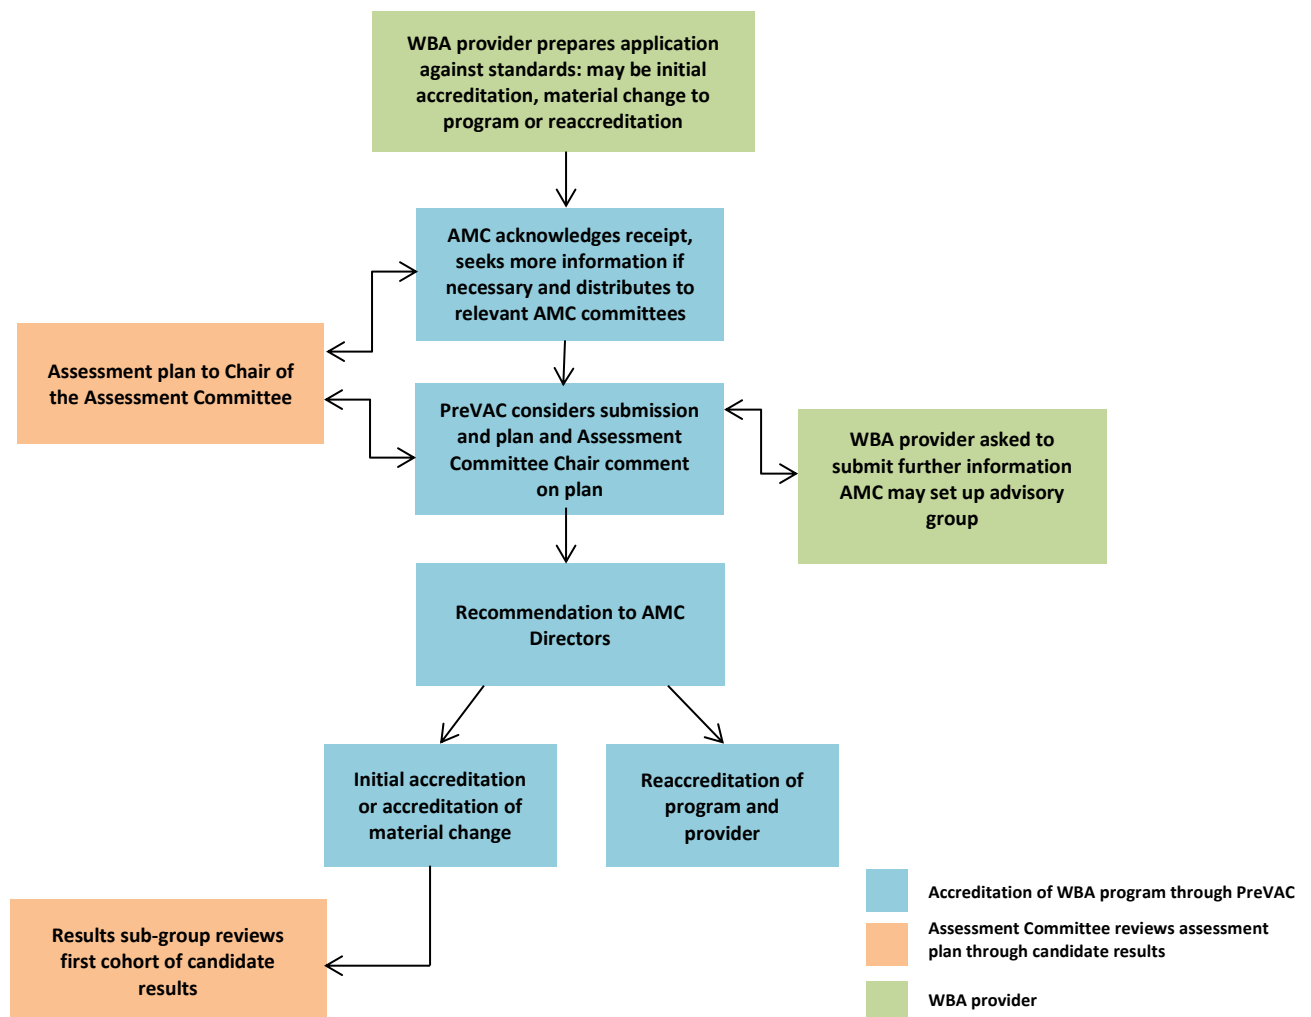 WBA provider prepares application
against standards: may be initial
accreditation, material change to
program or reaccreditation
AMC acknowledges receipt,
seeks more information if
necessary and distributes to
relevant AMC committees
Assessment plan to Chair of
the Assessment Committee
PreVAC considers submission
and plan and Assessment
Committee Chair comment
on plan
WBA provider asked to
submit further information
AMC may set up advisory
group
Recommendation to AMC
Directors
Initial accreditation
or accreditation of
material change
Reaccreditation of
program and
provider
Results sub-group reviews
first cohort of candidate
results
Accreditation of WBA program through PreVAC
Assessment Committee reviews assessment
plan through candidate results
WBA provider